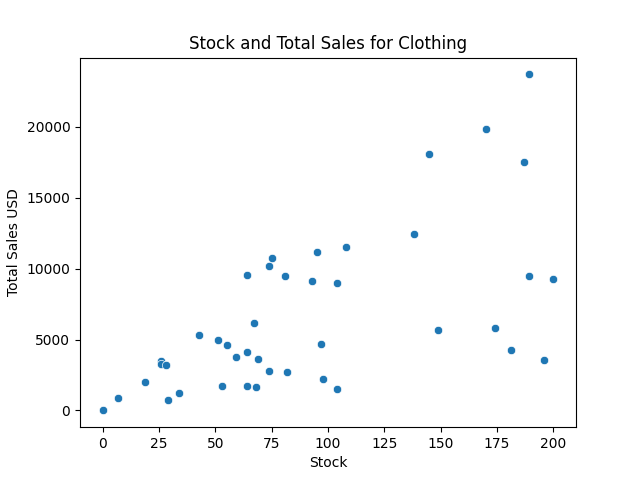 Stock and Total Sales for Clothing
Total Sales USD
20000
15000
10000
5000
0
0 25 50 75 100 125 150 175 200
Stock